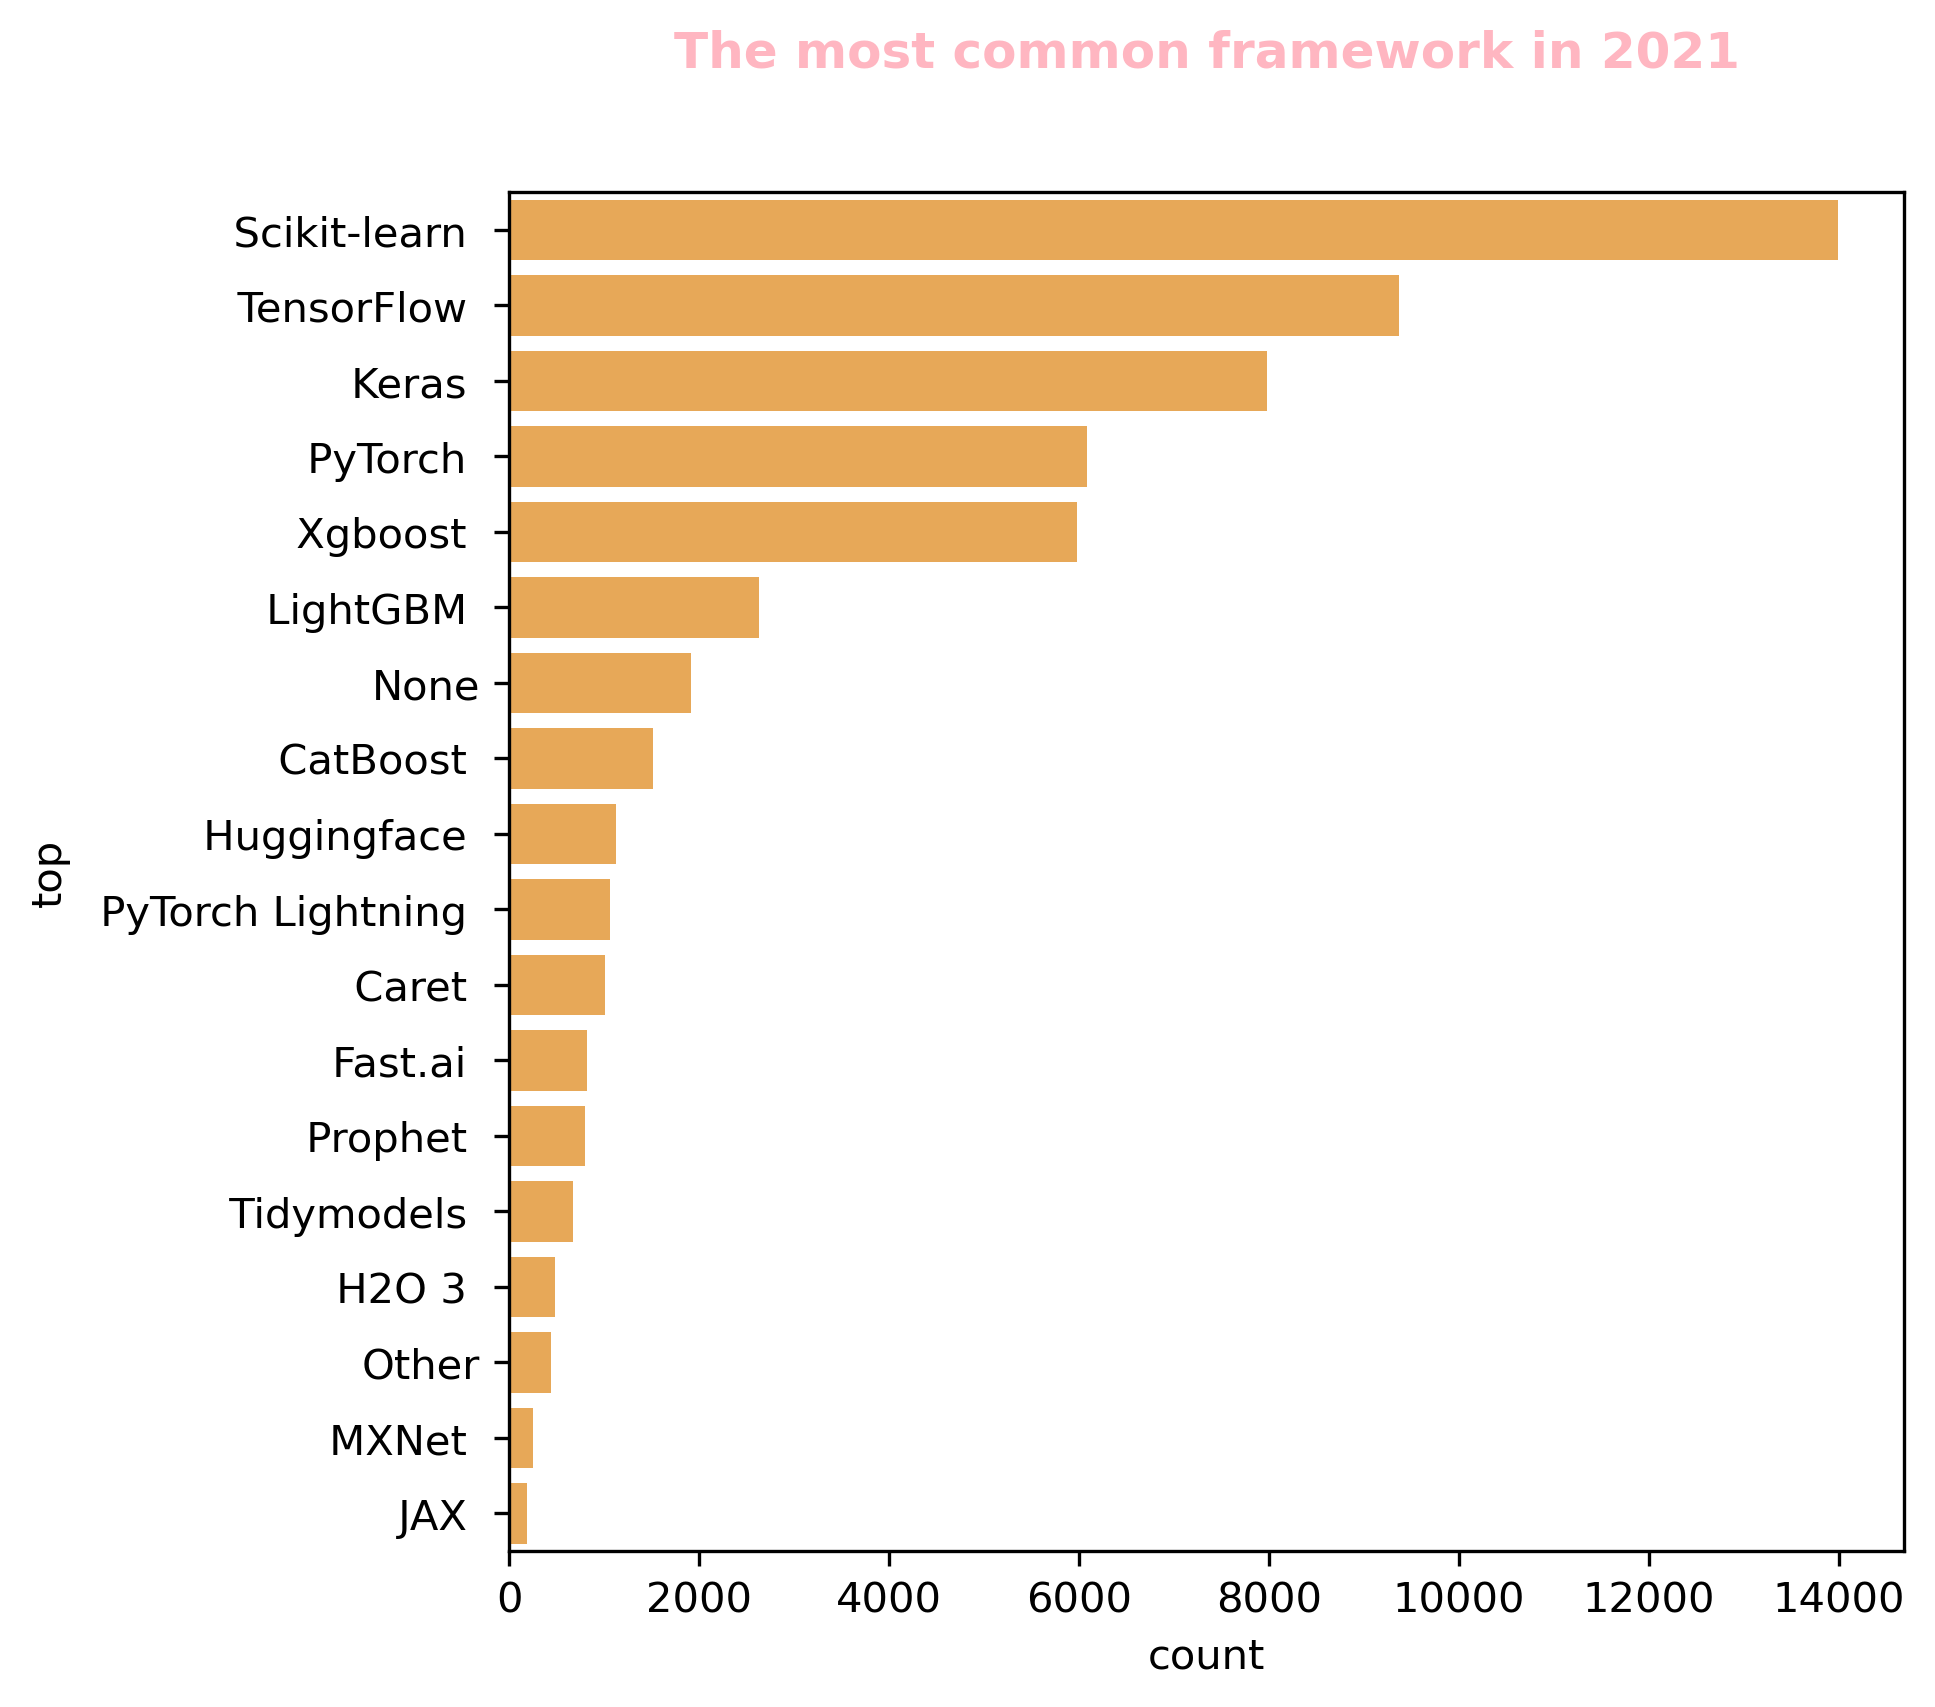 The most common framework in 2021
Scikit-learn
TensorFlow
Keras
PyTorch
Xgboost
LightGBM
None
CatBoost
Huggingface
PyTorch Lightning
Caret
Fast.ai
Prophet
Tidymodels
H2O 3
Other
MXNet
JAX
top
0 2000 4000 6000 8000 10000 12000 14000
count